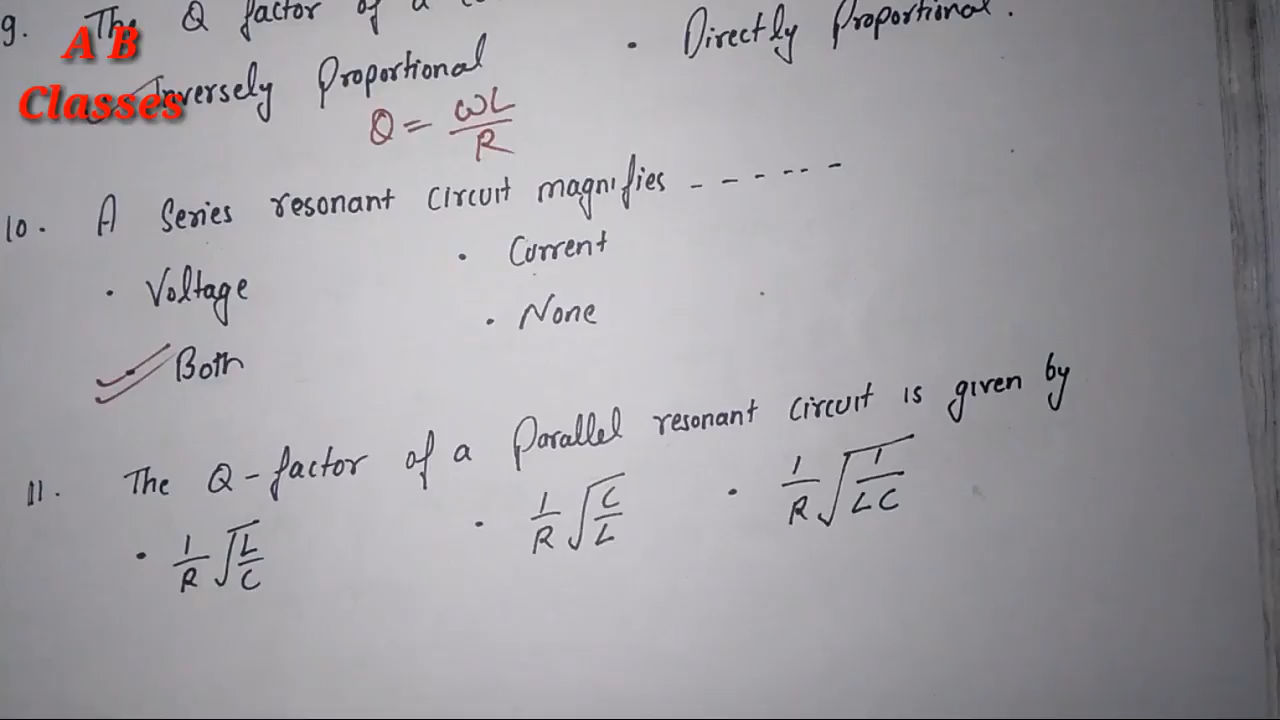 9. The Q factor of a
A B
Classes
Inversely Proportional
• Directly Proportional.
Q = ωL/R
10. A Series resonant circuit magnifies - - - - - -
• Voltage
• Current
• Both
• None
11. The Q-factor of a Parallel resonant circuit is given by
• 1/R √L/C
• 1/R √C/L
• 1/R √1/LC